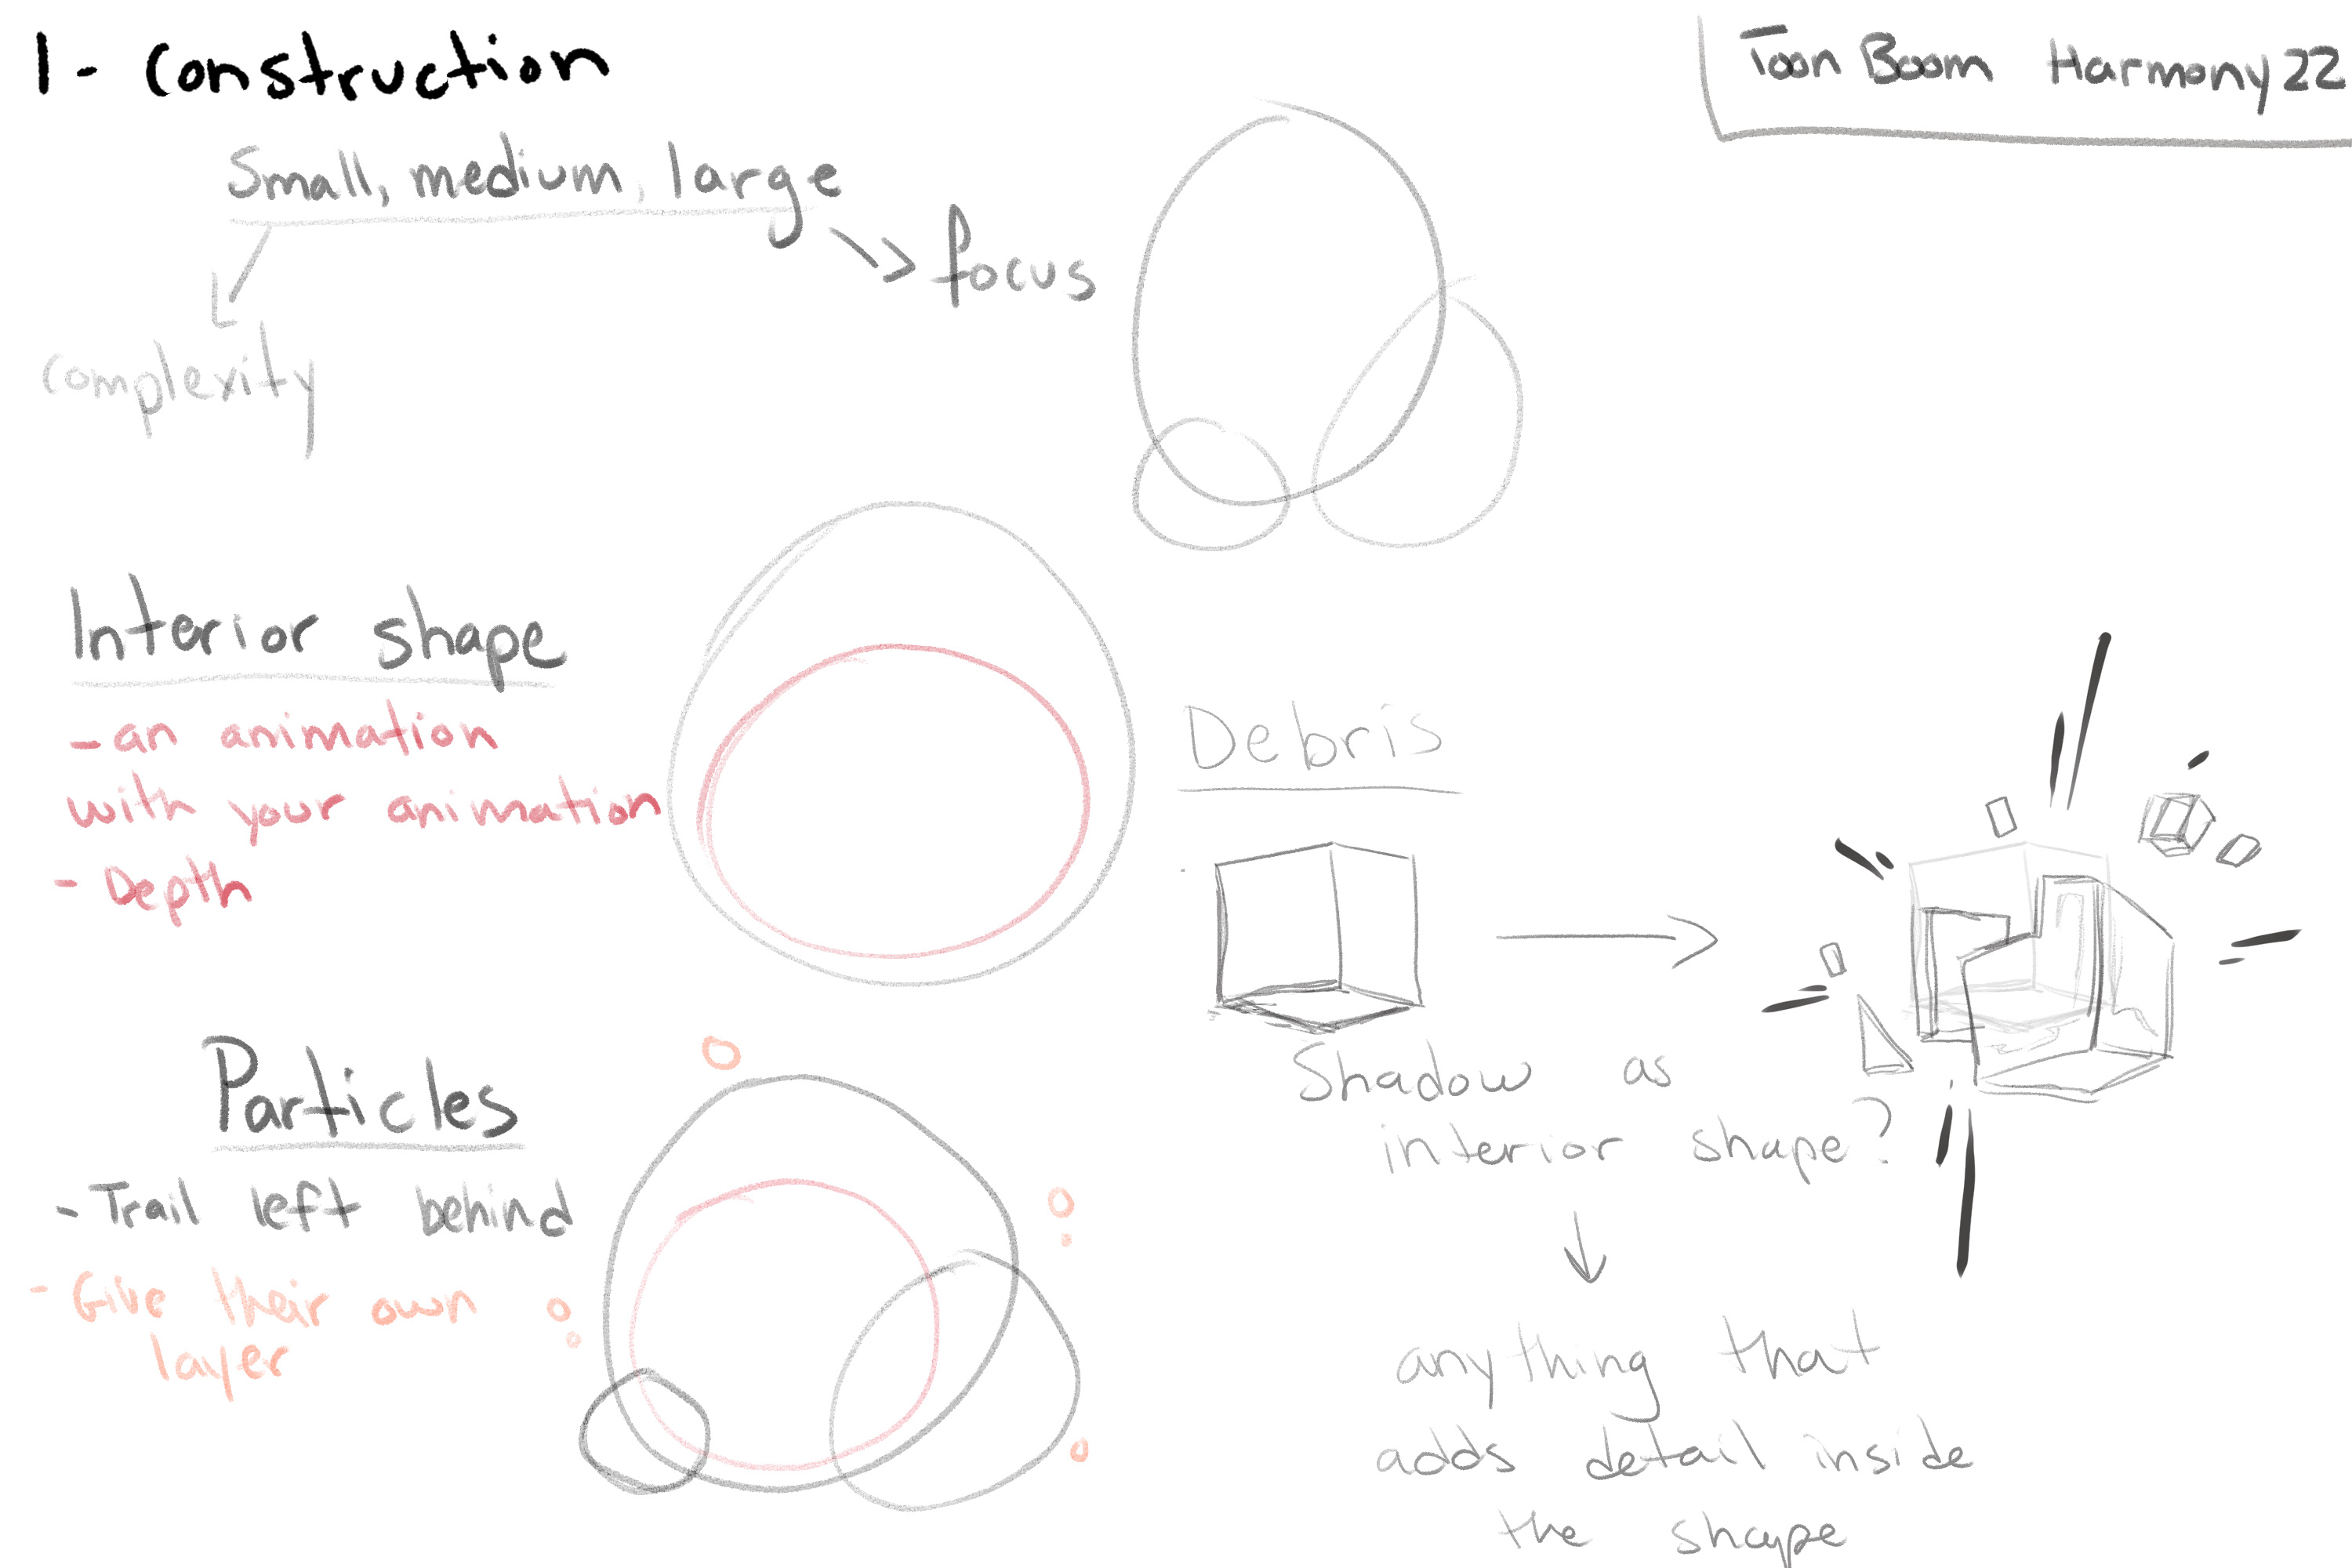 1- Construction
Toon Boom Harmony 22
Small, medium, large
focus
complexity
Interior shape
-an animation
with your animation
- Depth
Debris
Particles
- Trail left behind
- Give their own
layer
Shadow as
interior shape?
anything that
adds detail inside
the shape